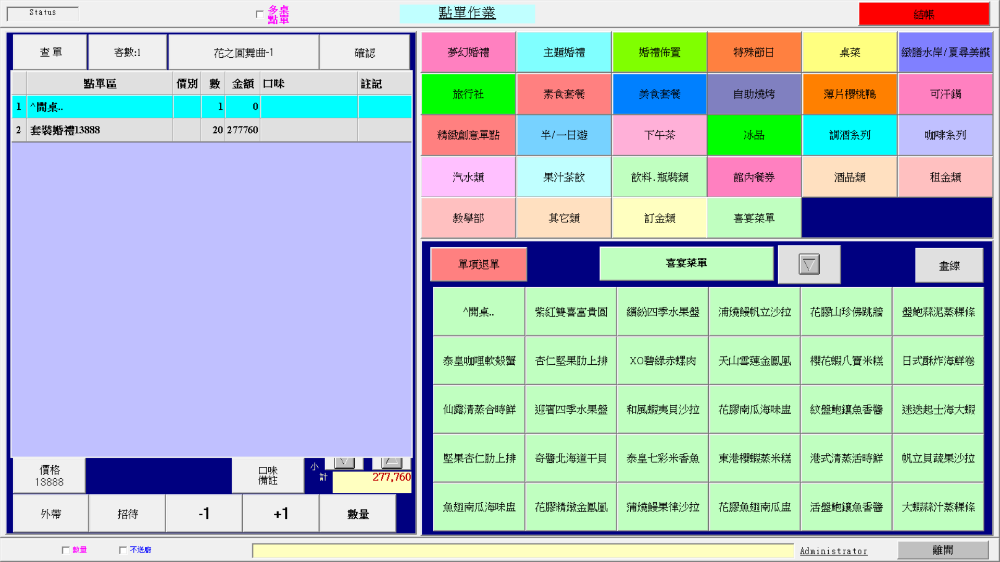 Status
多桌
點單
點單作業
結帳
查單
客數:1
花之圓舞曲-1
確認
點單區 價別 數 金額 口味 註記
1 ^開桌.. 1 0
2 套裝婚禮13888 20 277760
價格
13888
口味
備註
小
計
277,760
外帶
招待
-1
+1
數量
夢幻婚禮 主題婚禮 婚禮佈置 特殊節日 桌菜 緻膳水岸/夏尋美饌
旅行社 素食套餐 美食套餐 自助燒烤 薄片櫻桃鴨 可汗鍋
精緻創意單點 半/一日遊 下午茶 冰品 調酒系列 咖啡系列
汽水類 果汁茶飲 飲料.瓶裝類 館內餐券 酒品類 租金類
教學部 其它類 訂金類 喜宴菜單
單項退單
喜宴菜單
畫線
^開桌.. 紫紅雙喜富貴圓 繽紛四季水果盤 浦燒鰻帆立沙拉 花膠山珍佛跳牆 盤鮑蒜泥蒸粿條
泰皇咖哩軟殼蟹 杏仁堅果肋上排 XO碧綠赤螺肉 天山雪蓮金鳳凰 櫻花蝦八寶米糕 日式酥炸海鮮卷
仙露清蒸合時鮮 迎賓四季水果盤 和風蝦夷貝沙拉 花膠南瓜海味盅 紋盤鮑鑲魚香醬 迷迭起士海大蝦
堅果杏仁肋上排 奇醬北海道干貝 泰皇七彩米香魚 東港櫻蝦蒸米糕 港式清蒸活時鮮 帆立貝蔬果沙拉
魚翅南瓜海味盅 花膠精燉金鳳凰 蒲燒鰻果律沙拉 花膠魚翅南瓜盅 活盤鮑鑲魚香醬 大蝦蒜汁蒸粿條
數量
不送廚
Administrator
離開